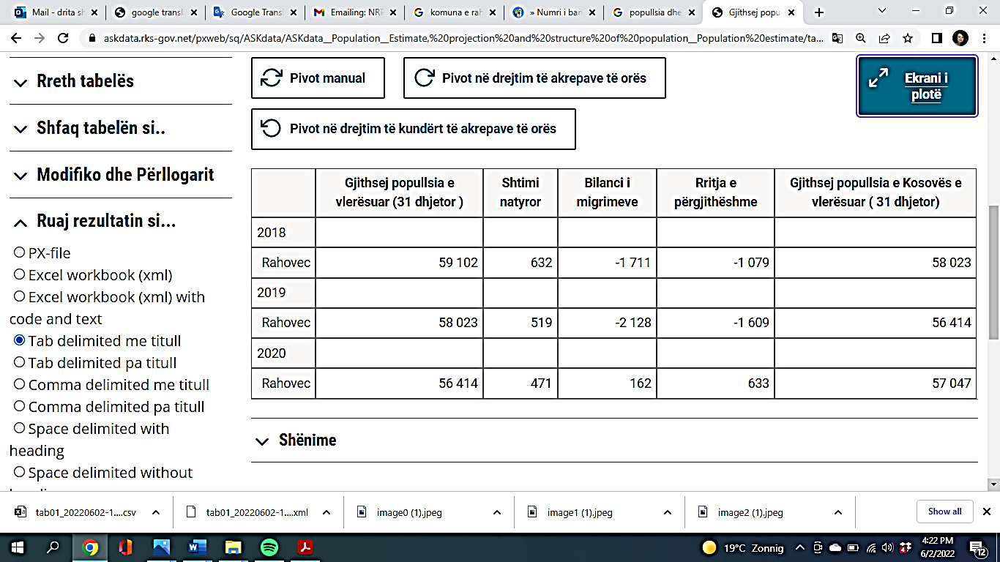 Mail - drita sh
google transl
Google Transl
Emailing: NRP
komuna e rah
» Numri i ban
popullsia dhe
Gjithsej popu
askdata.rks-gov.net/pxweb/sq/ASKdata/ASKdata__Population__Estimate,%20projection%20and%20structure%20of%20population__Population%20estimate/ta...
Rreth tabelës
Shfaq tabelën si..
Modifiko dhe Përllogarit
Ruaj rezultatin si...
PX-file
Excel workbook (xml)
Excel workbook (xml) with
code and text
Tab delimited me titull
Tab delimited pa titull
Comma delimited me titull
Comma delimited pa titull
Space delimited with
heading
Space delimited without
Pivot manual
Pivot në drejtim të akrepave të orës
Pivot në drejtim të kundërt të akrepave të orës
Ekrani i
plotë
Gjithsej popullsia e vlerësuar (31 dhjetor ) Shtimi natyror Bilanci i migrimeve Rritja e përgjithëshme Gjithsej popullsia e Kosovës e vlerësuar ( 31 dhjetor)
2018
Rahovec 59 102 632 -1 711 -1 079 58 023
2019
Rahovec 58 023 519 -2 128 -1 609 56 414
2020
Rahovec 56 414 471 162 633 57 047
Shënime
tab01_20220602-1....csv
tab01_20220602-1....xml
image0 (1).jpeg
image1 (1).jpeg
image2 (1).jpeg
Show all
19°C Zonnig
4:22 PM
6/2/2022
12